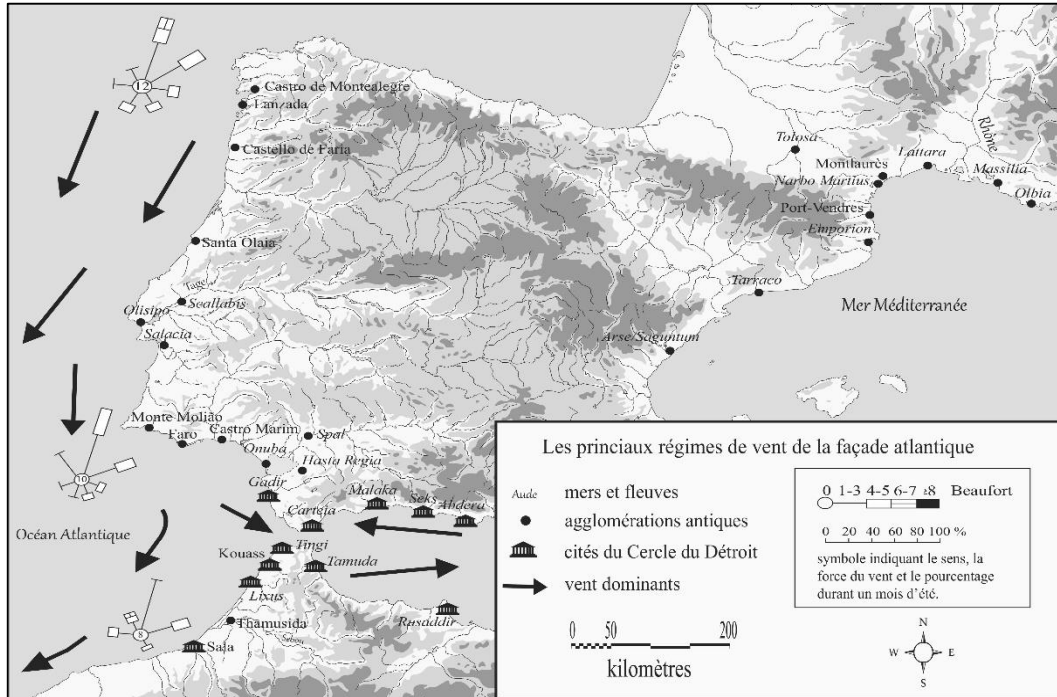 12
Castro de Montealegre
Lanzada
Castello de Faria
Santa Olaia
Tage
Scallabis
Olisipo
Salacia
Tolosa
Rhône
Montlaurès
Lattara
Massilia
Narbo Martius
Olbia
Port-Vendres
Emporion
Tarraco
Mer Méditerranée
Arse/Saguntum
Monte Molião
Faro
Castro Marim
Spal
Onuba
Hasta Regia
10
Gadir
Malaka
Seks
Abdera
Carteia
Océan Atlantique
Tingi
Kouass
Tamuda
Lixus
Rusaddir
8
Thamusida
Sebou
Sala
Les princiaux régimes de vent de la façade atlantique
Aude
mers et fleuves
agglomérations antiques
cités du Cercle du Détroit
vent dominants
0 50 200
kilomètres
0 1-3 4-5 6-7 ≥8 Beaufort
0 20 40 60 80 100 %
symbole indiquant le sens, la
force du vent et le pourcentage
durant un mois d'été.
N
W E
S